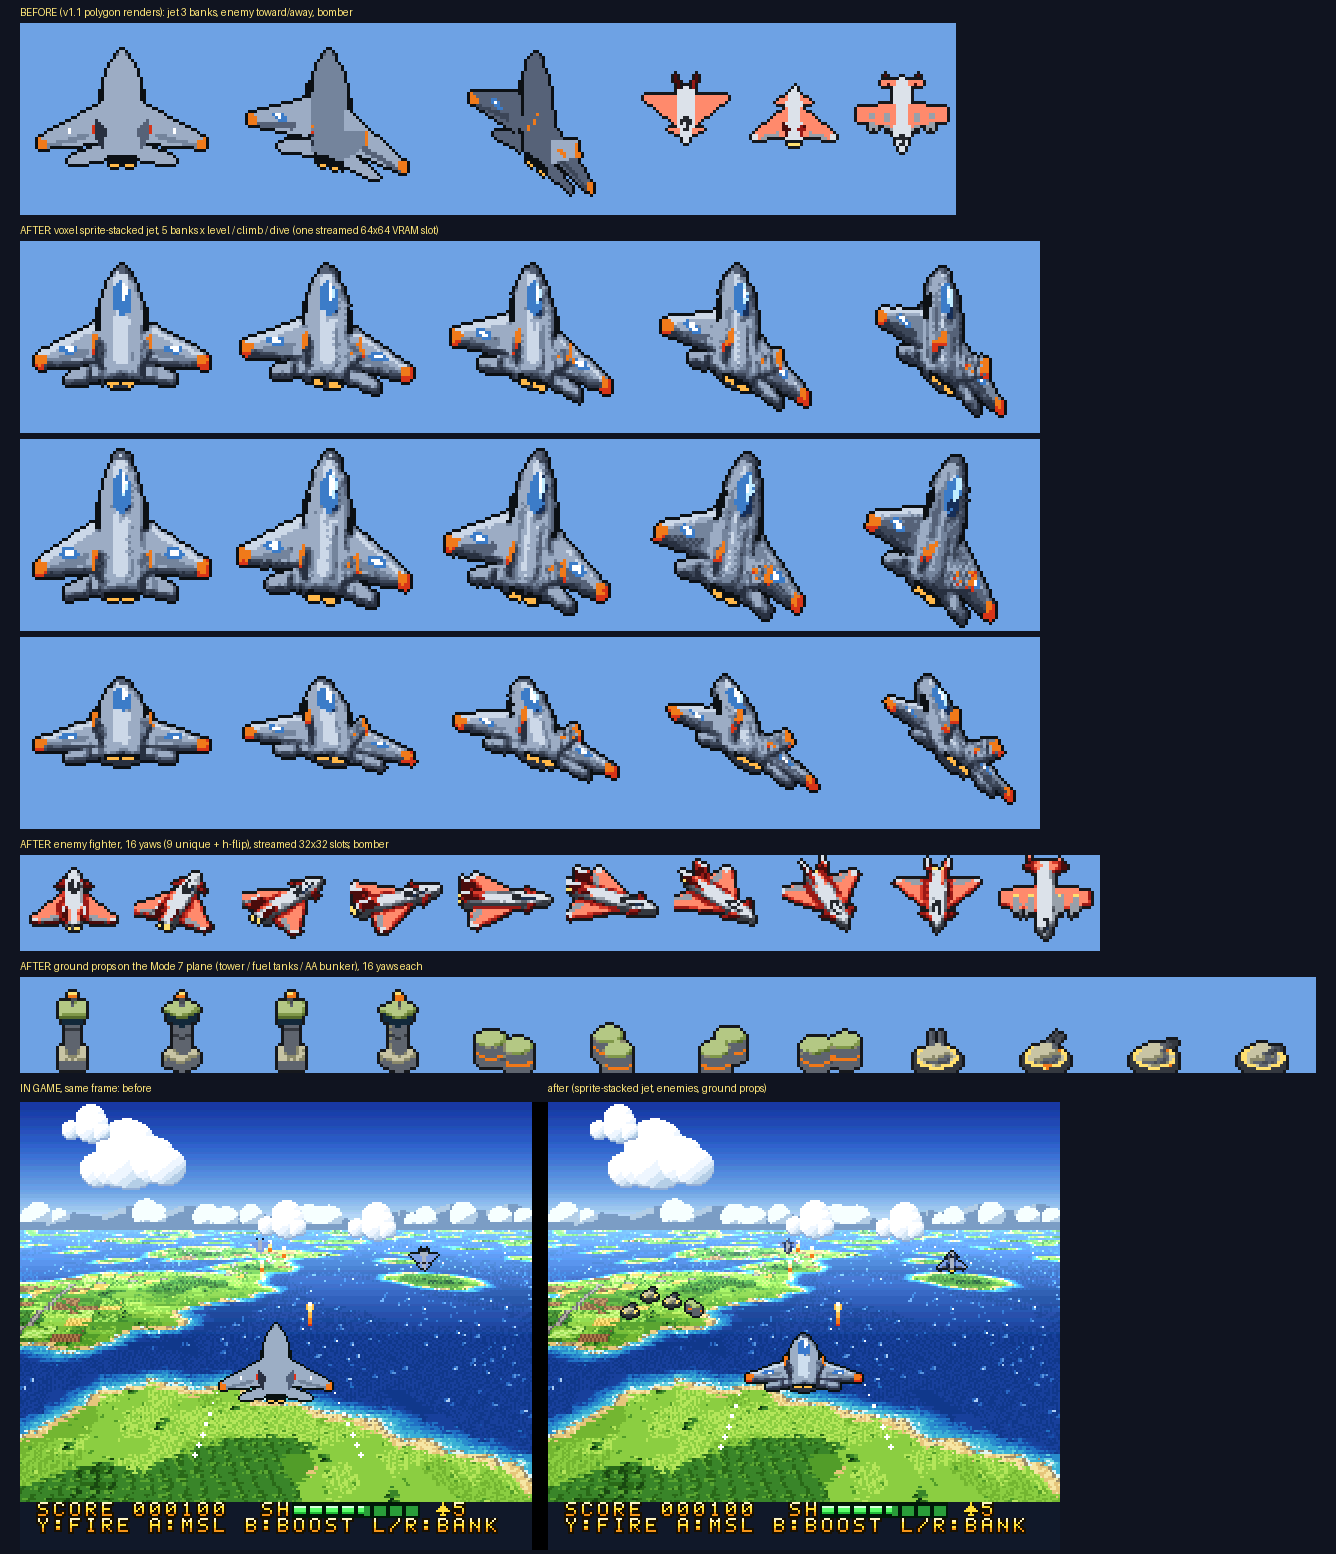 BEFORE (v1.1 polygon renders): jet 3 banks, enemy toward/away, bomber
AFTER: voxel sprite-stacked jet, 5 banks x level / climb / dive (one streamed 64x64 VRAM slot)
AFTER: enemy fighter, 16 yaws (9 unique + h-flip), streamed 32x32 slots; bomber
AFTER: ground props on the Mode 7 plane (tower / fuel tanks / AA bunker), 16 yaws each
IN GAME, same frame: before
after (sprite-stacked jet, enemies, ground props)
SCORE 000100 SH 5
Y:FIRE A:MSL B:BOOST L/R:BANK
SCORE 000100 SH 5
Y:FIRE A:MSL B:BOOST L/R:BANK